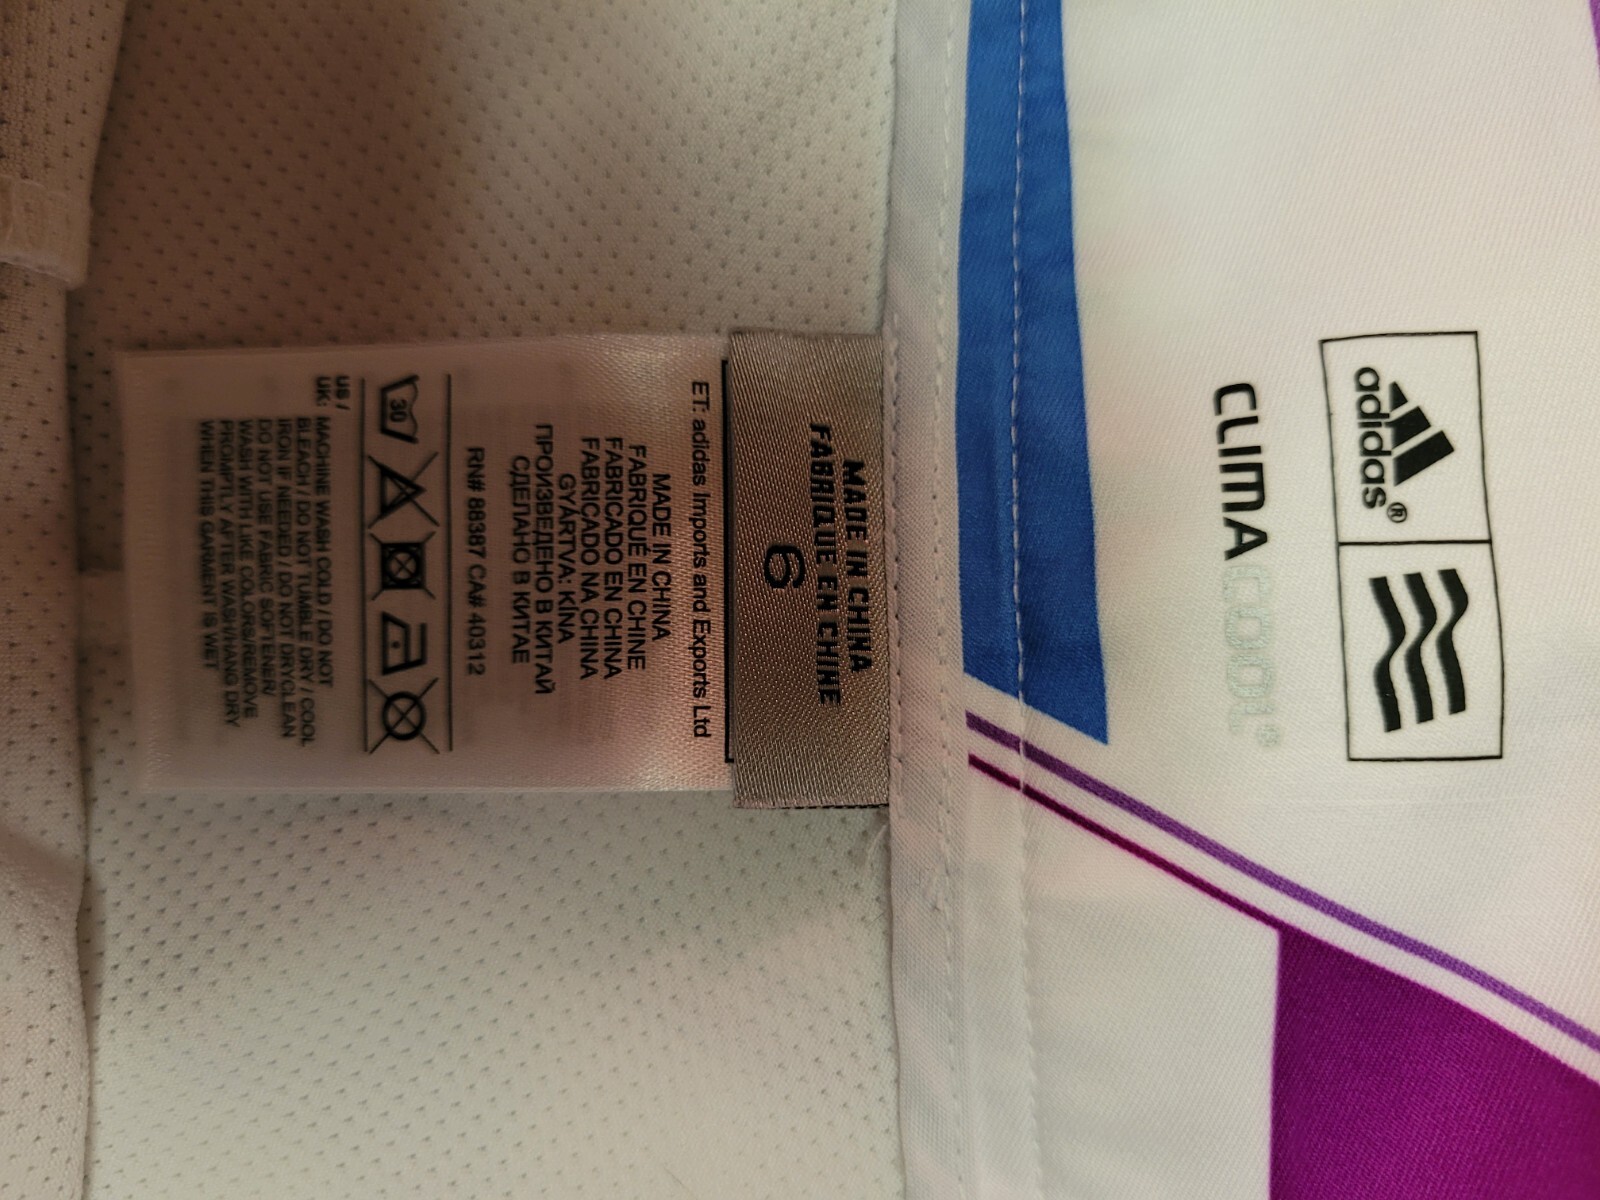 adidas®
CLIMACOOL®
MADE IN CHINA
FABRIQUE EN CHINE
6
ET: adidas Imports and Exports Ltd
MADE IN CHINA
FABRIQUÉ EN CHINE
FABRICADO EN CHINA
FABRICADO NA CHINA
GYÁRTVA: KÍNA
ПРОИЗВЕДЕНО В КИТАЙ
СДЕЛАНО В КИТАЕ
RN# 88387 CA# 40312
30
US /
UK: MACHINE WASH COLD / DO NOT
BLEACH / DO NOT TUMBLE DRY / COOL
IRON IF NEEDED / DO NOT DRYCLEAN
DO NOT USE FABRIC SOFTENER/
WASH WITH LIKE COLORS/REMOVE
PROMPTLY AFTER WASH/HANG DRY
WHEN THIS GARMENT IS WET